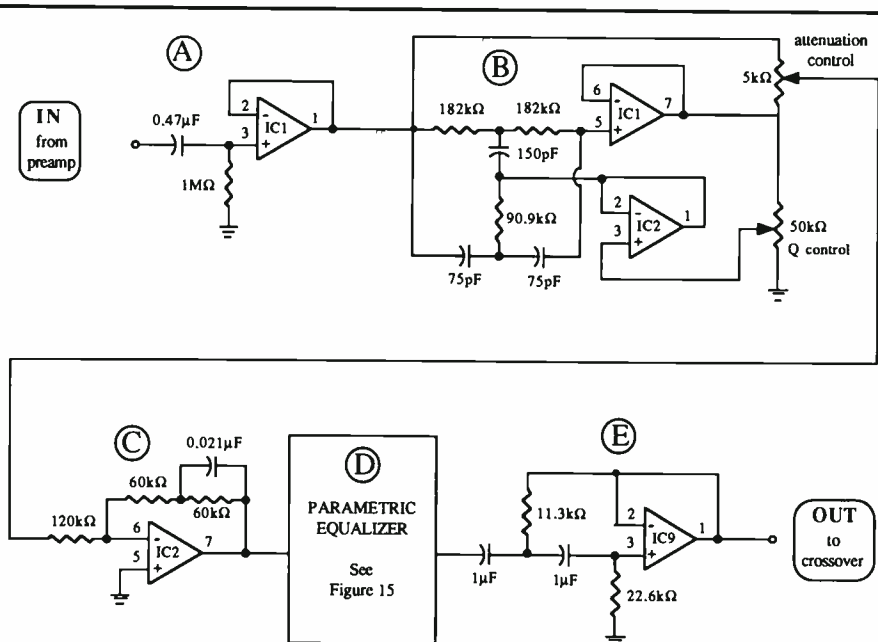 A
B
attenuation
control
5kΩ
IN
from
preamp
0.47µF
2
-
IC1
1
3
+
1MΩ
182kΩ
182kΩ
6
-
IC1
7
5
+
150pF
90.9kΩ
2
-
IC2
1
3
+
50kΩ
Q control
75pF
75pF
C
0.021µF
60kΩ
60kΩ
120kΩ
6
-
IC2
7
5
+
D
PARAMETRIC
EQUALIZER
See
Figure 15
E
11.3kΩ
2
-
IC9
1
3
+
1µF
1µF
22.6kΩ
OUT
to
crossover